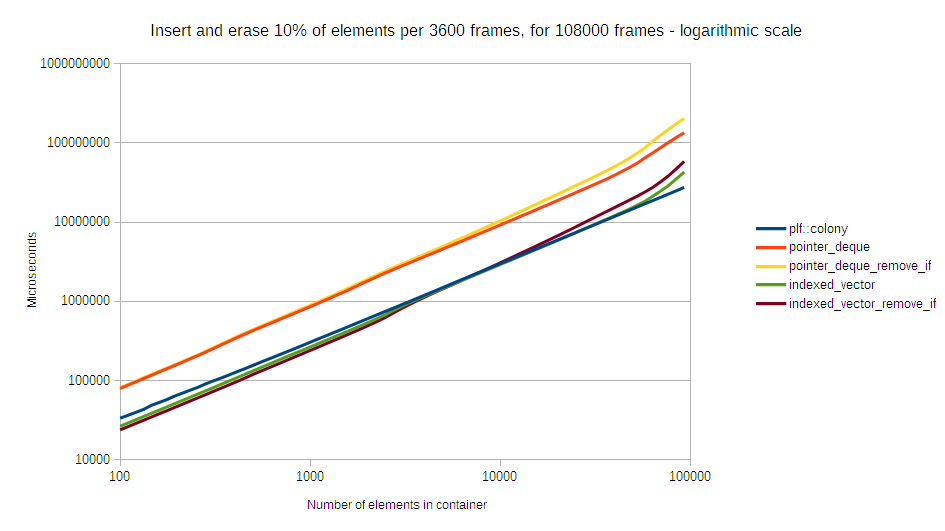 Insert and erase 10% of elements per 3600 frames, for 108000 frames - logarithmic scale
1000000000
100000000
10000000
1000000
100000
10000
Microseconds
100
1000
10000
100000
Number of elements in container
plf::colony
pointer_deque
pointer_deque_remove_if
indexed_vector
indexed_vector_remove_if